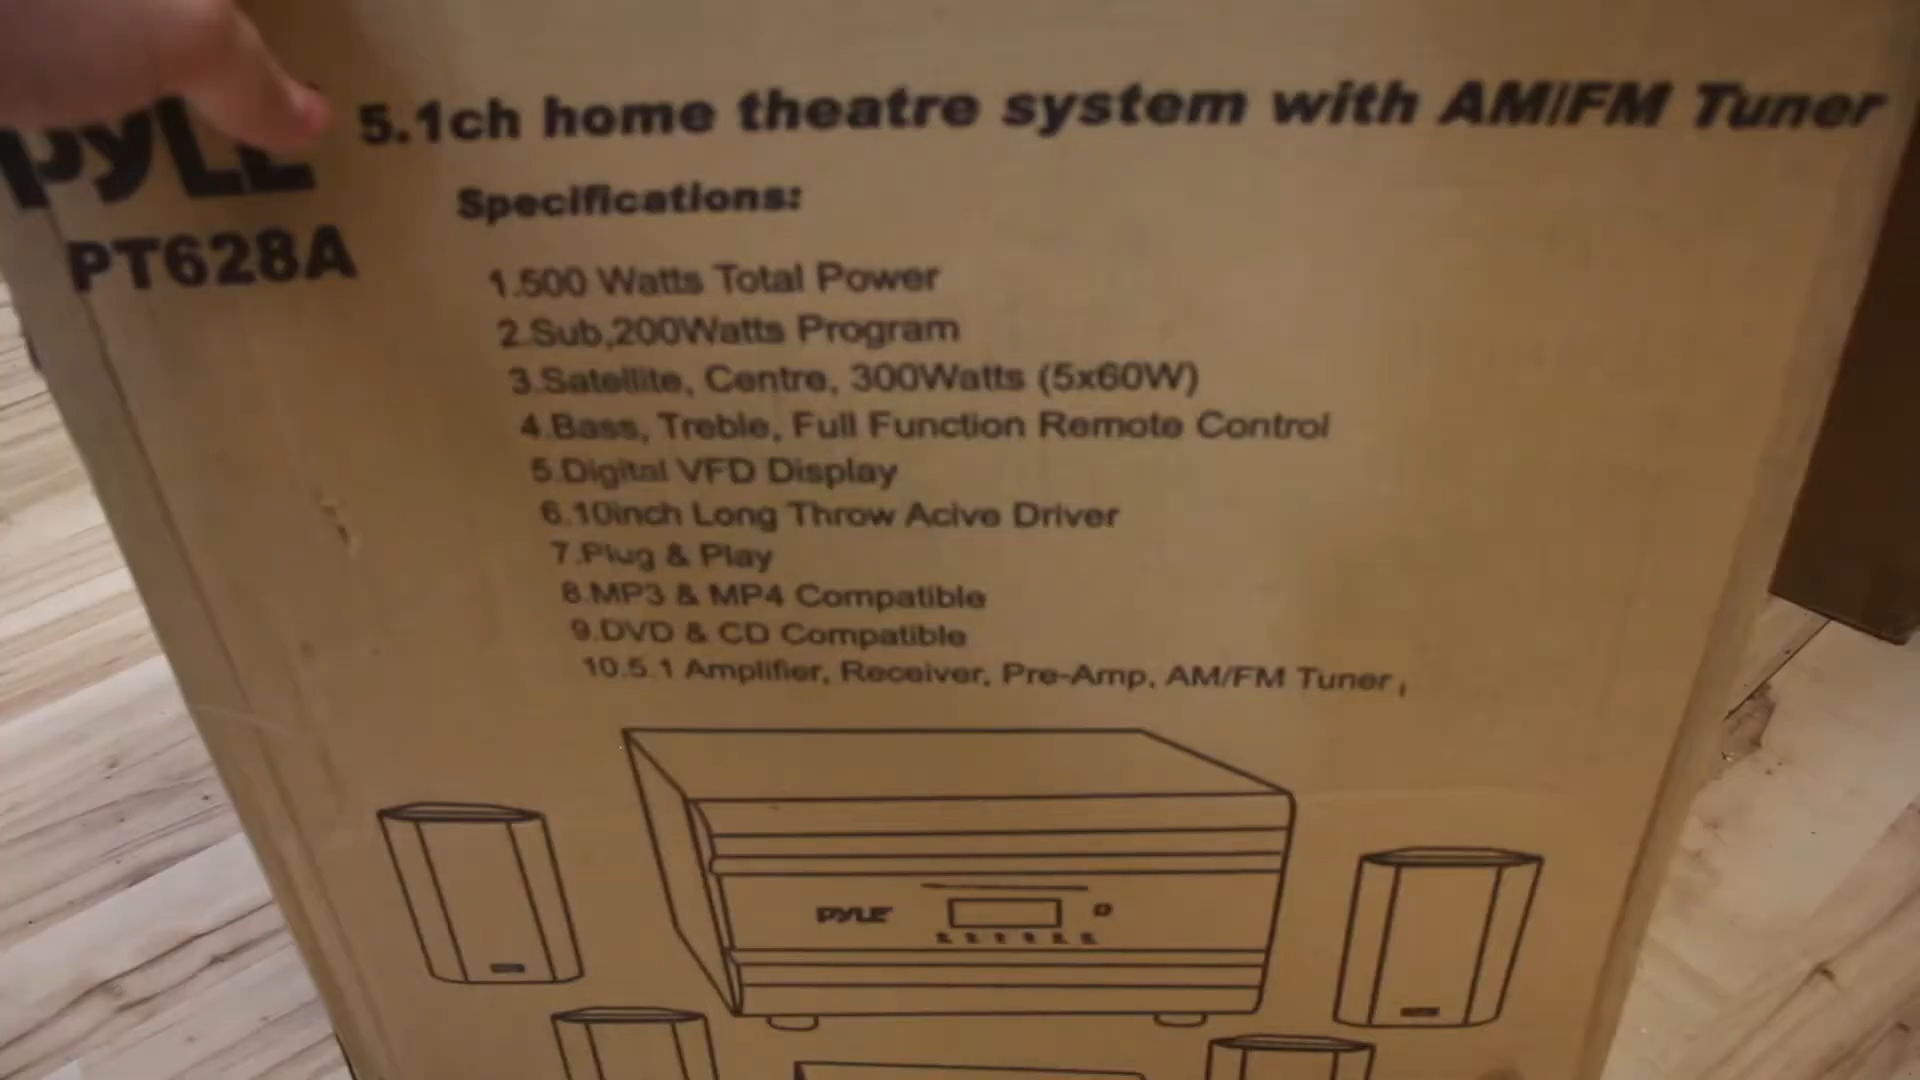 PYLE
5.1ch home theatre system with AM/FM Tuner
PT628A
Specifications:
1.500 Watts Total Power
2.Sub,200Watts Program
3.Satellite, Centre, 300Watts (5x60W)
4.Bass, Treble, Full Function Remote Control
5.Digital VFD Display
6.10inch Long Throw Acive Driver
7.Plug & Play
8.MP3 & MP4 Compatible
9.DVD & CD Compatible
10.5.1 Amplifier, Receiver, Pre-Amp, AM/FM Tuner,
PYLE